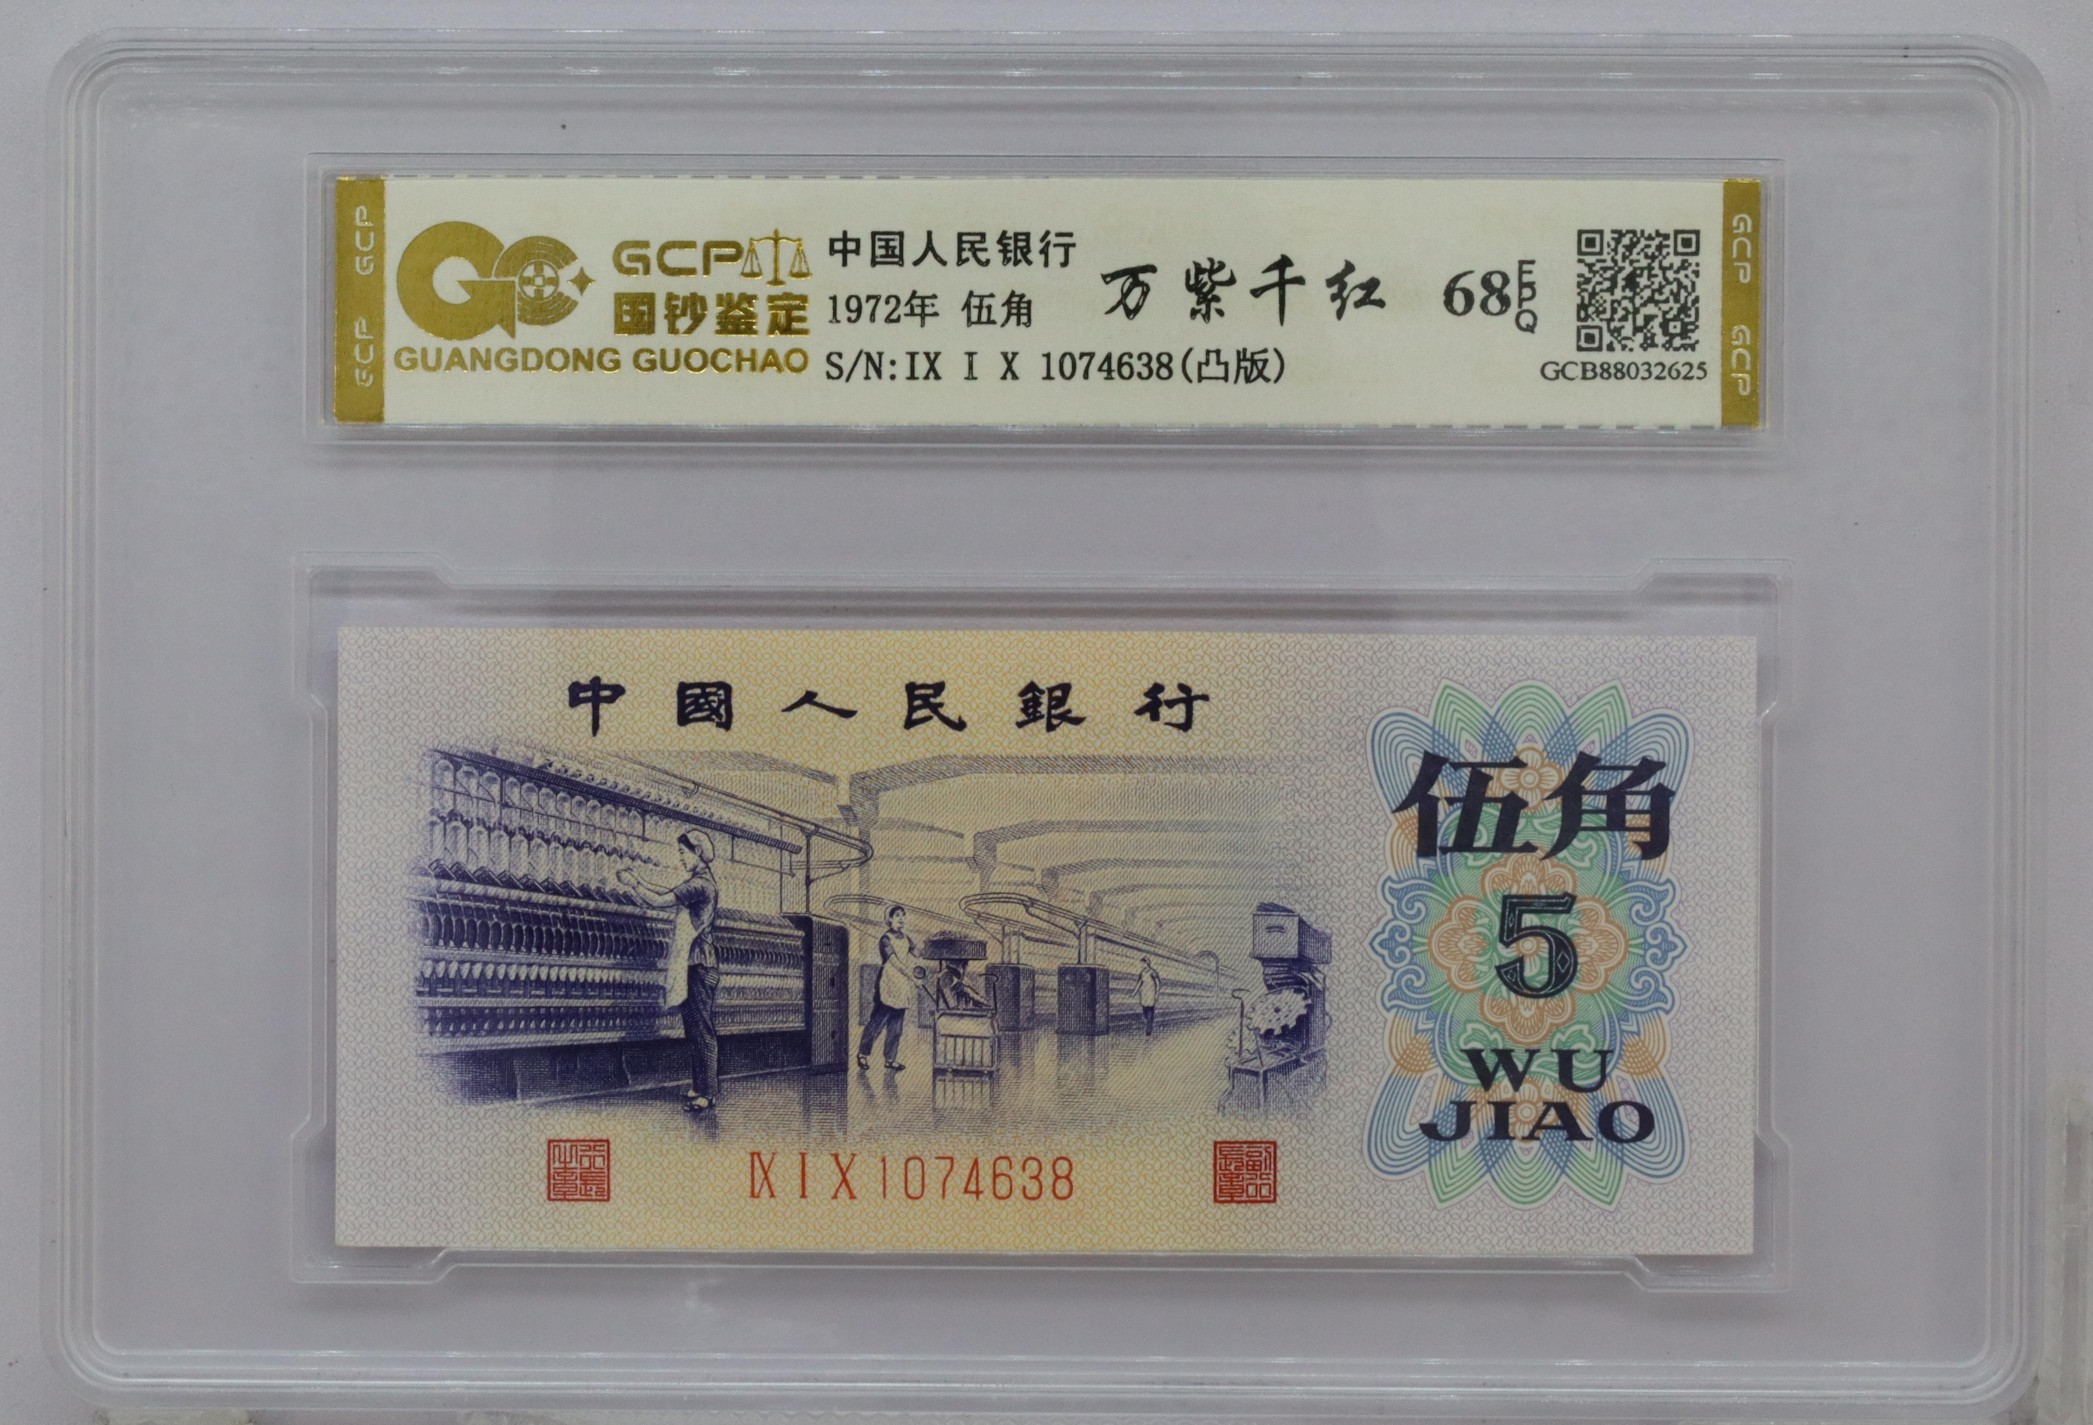 GCP
GCP
GCP
国钞鉴定
GUANGDONG GUOCHAO
中国人民银行
1972年 伍角
S/N:IX I X 1074638(凸版)
万紫千红
68 EPQ
GCB88032625
GCP
GCP
中國人民銀行
伍角
5
WU
JIAO
IX I X 1074638